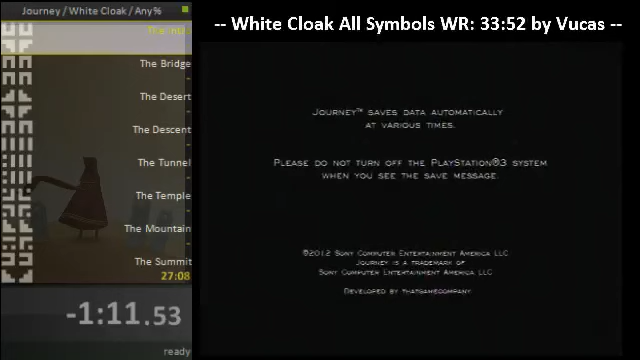 Journey / White Cloak / Any%
-- White Cloak All Symbols WR: 33:52 by Vucas --
The Intro
-
The Bridge
-
The Desert
-
The Descent
-
The Tunnel
-
The Temple
-
The Mountain
-
The Summit
27:08
-1:11.53
ready
JOURNEY™ SAVES DATA AUTOMATICALLY
AT VARIOUS TIMES.
PLEASE DO NOT TURN OFF THE PLAYSTATION®3 SYSTEM
WHEN YOU SEE THE SAVE MESSAGE.
©2012 SONY COMPUTER ENTERTAINMENT AMERICA LLC
JOURNEY IS A TRADEMARK OF
SONY COMPUTER ENTERTAINMENT AMERICA LLC
DEVELOPED BY THATGAMECOMPANY